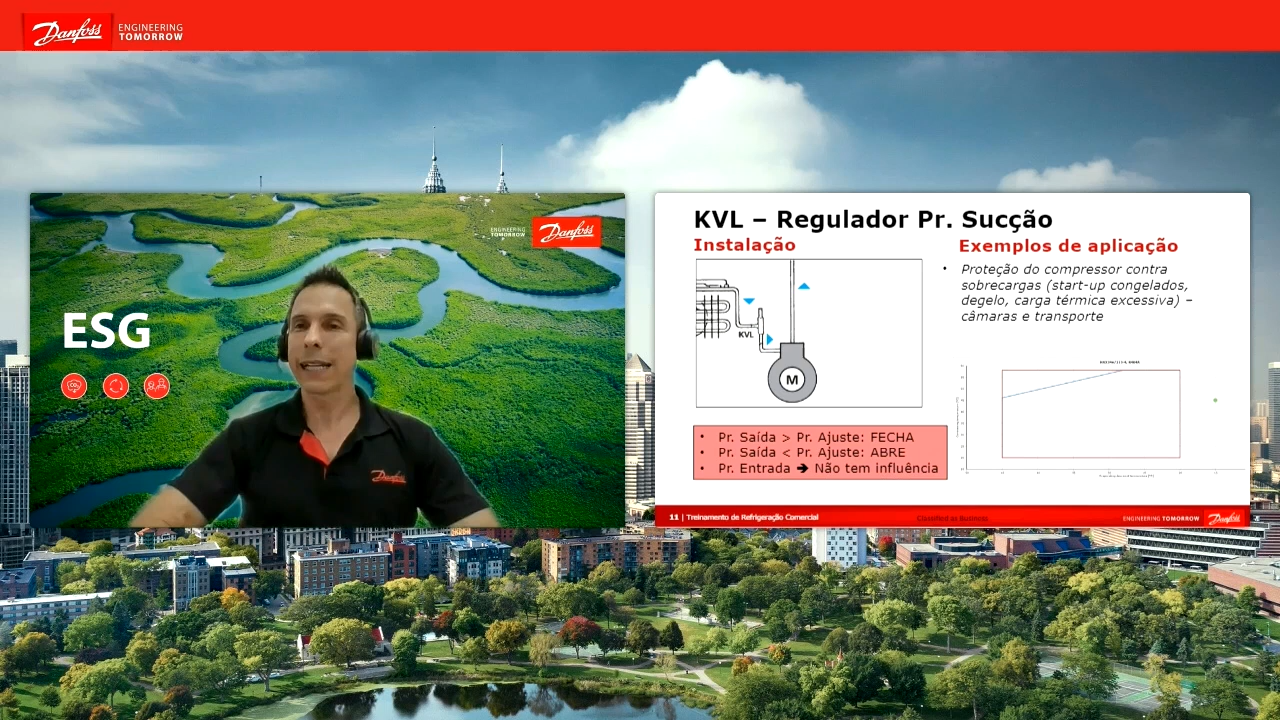 Danfoss
ENGINEERING
TOMORROW
ENGINEERING
TOMORROW
Danfoss
ESG
CO₂
Danfoss
KVL – Regulador Pr. Sucção
Instalação
KVL
M
Pr. Saída > Pr. Ajuste: FECHA
Pr. Saída < Pr. Ajuste: ABRE
Pr. Entrada ➔ Não tem influência
Exemplos de aplicação
Proteção do compressor contra
sobrecargas (start-up congelados,
degelo, carga térmica excessiva) –
câmaras e transporte
11 | Treinamento de Refrigeração Comercial
Classified as Business
ENGINEERING TOMORROW
Danfoss